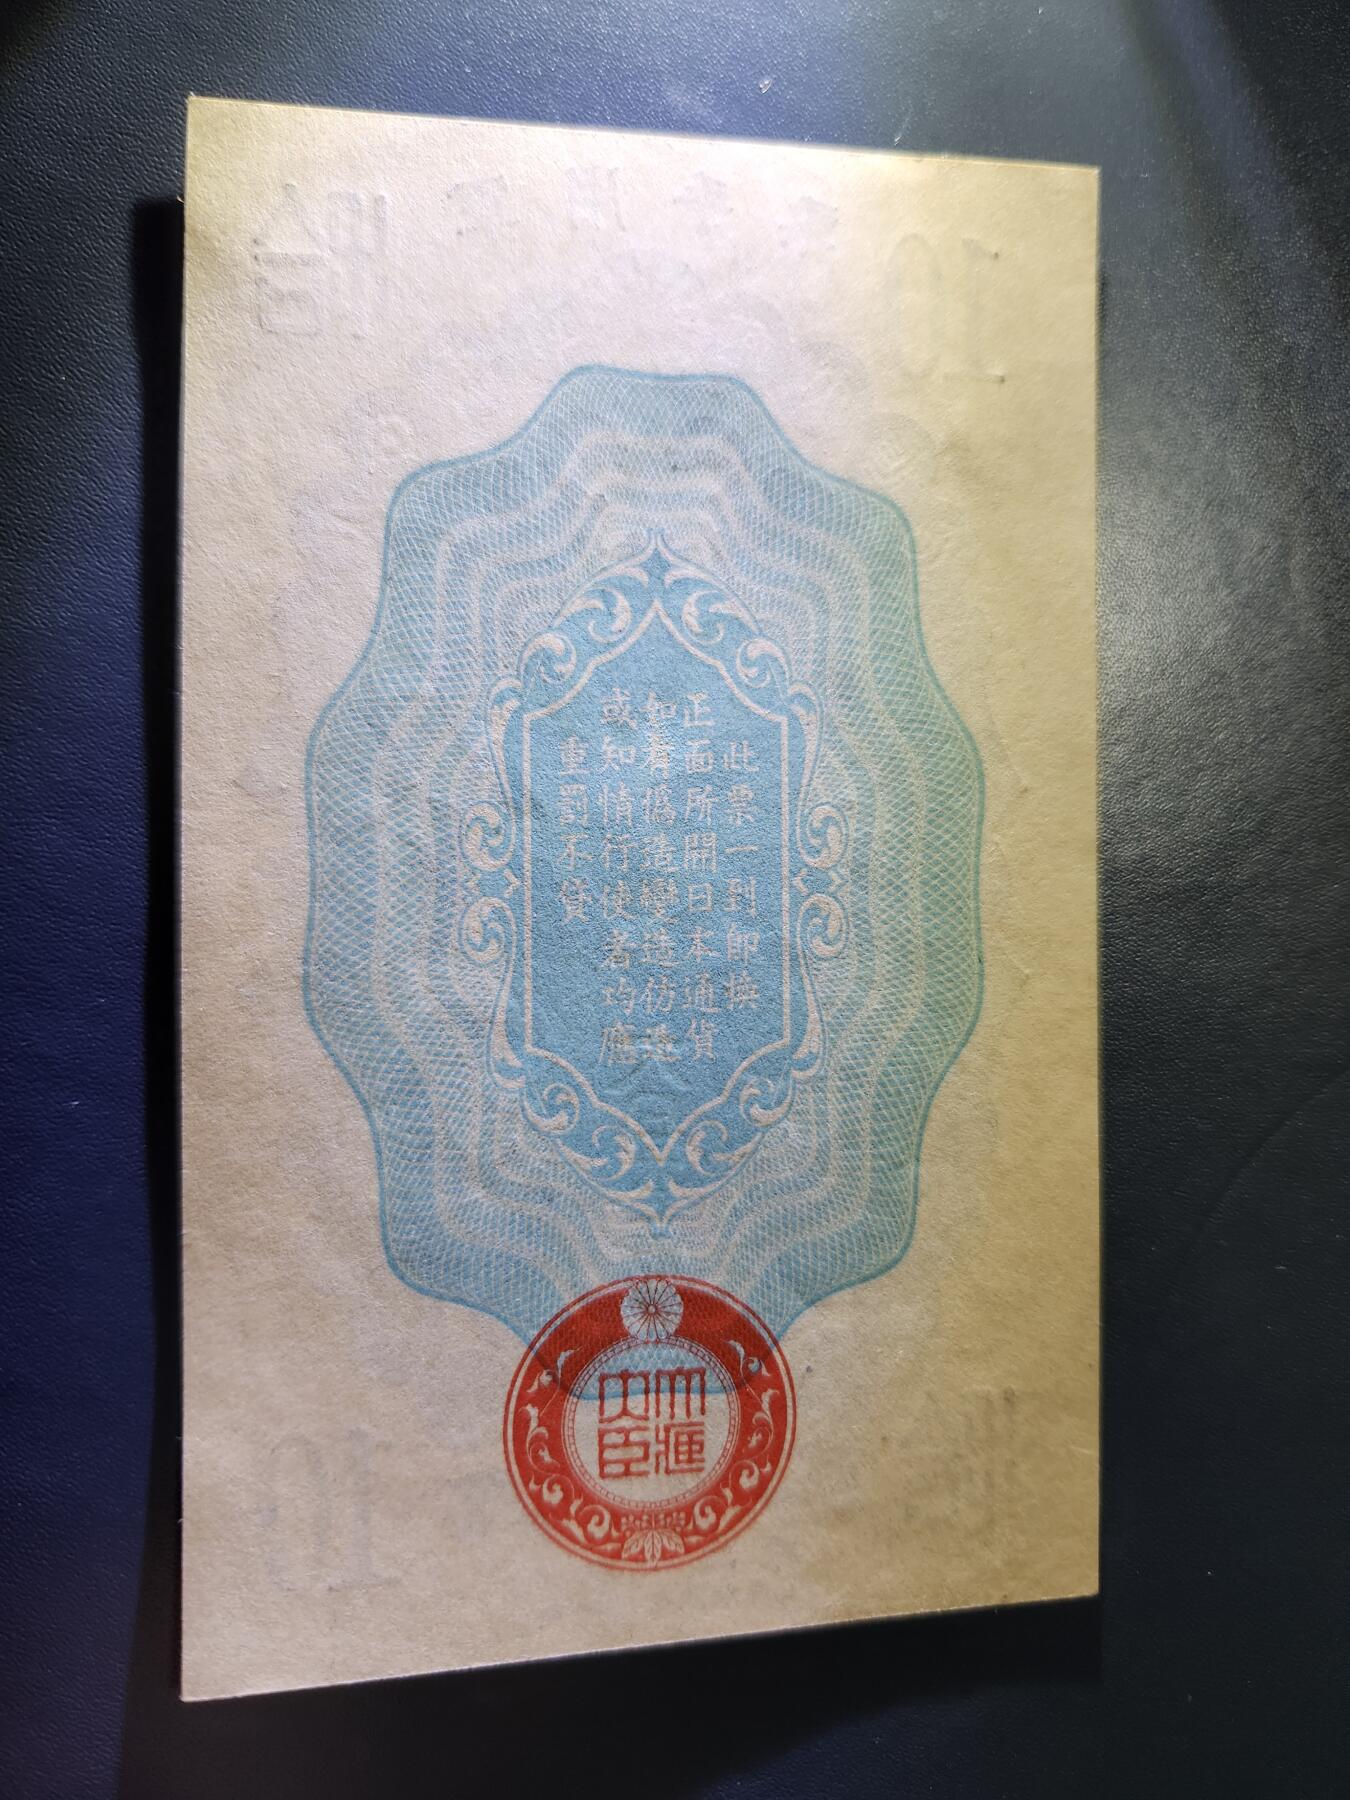 此票一到即換
正面所開日本通貨
如有僞造變造仿造
或知情行使者均應
重罰不貸
大藏
大臣